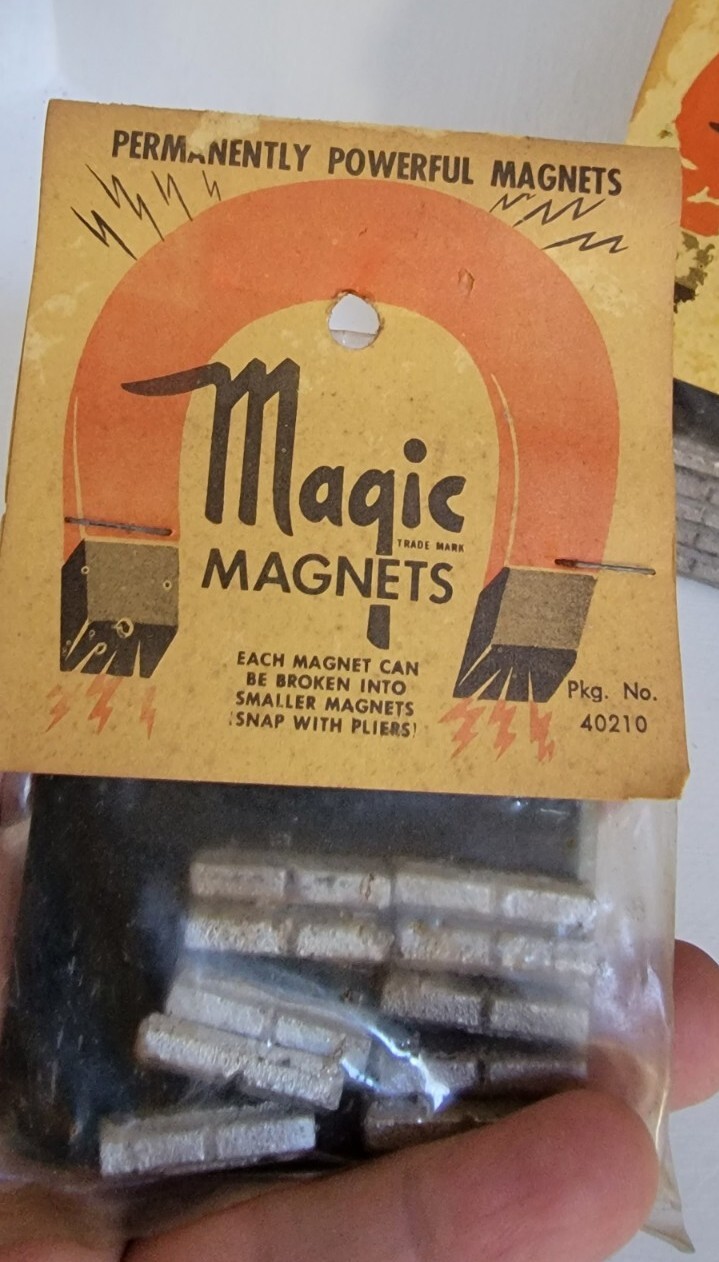 PERMANENTLY POWERFUL MAGNETS
Magic
TRADE MARK
MAGNETS
EACH MAGNET CAN
BE BROKEN INTO
SMALLER MAGNETS
(SNAP WITH PLIERS)
Pkg. No.
40210